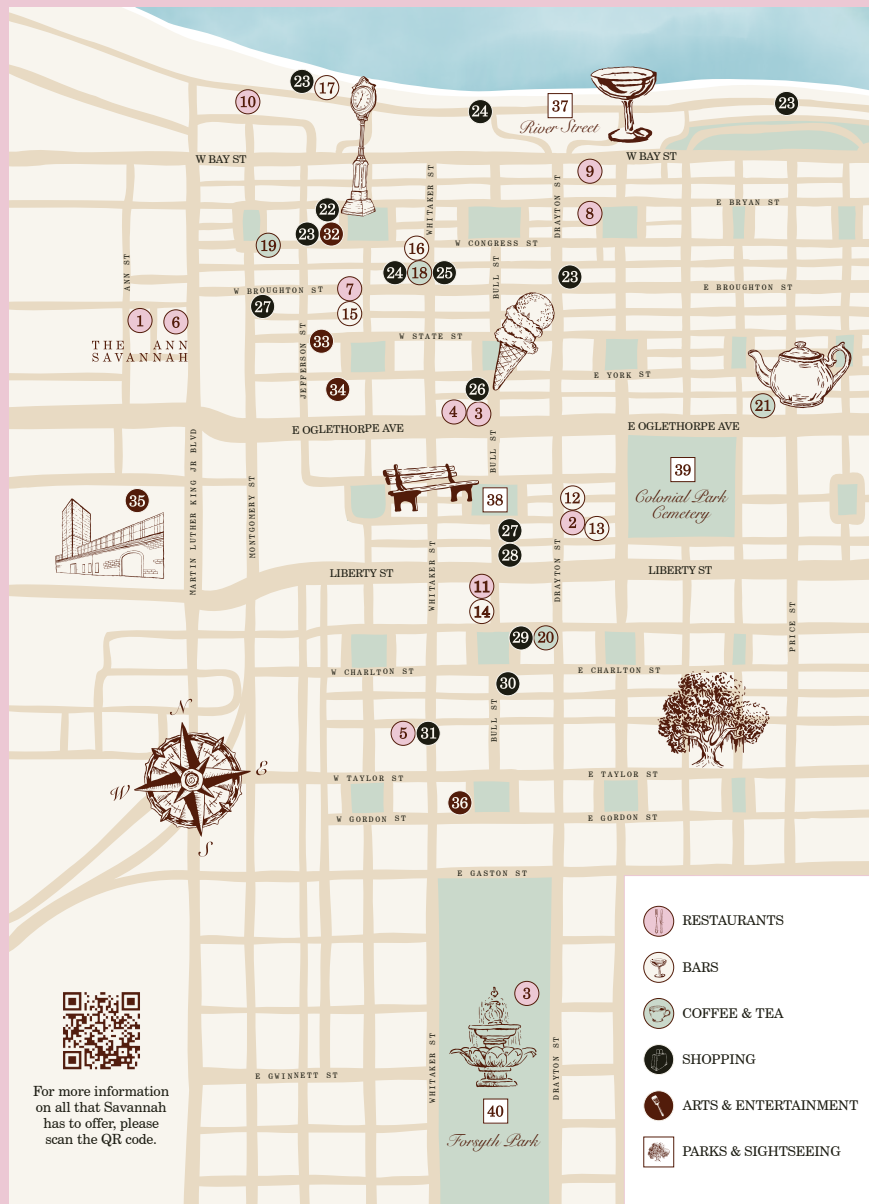 23
17
10
24
37
River Street
23
W BAY ST
W BAY ST
WHITAKER ST
DRAYTON ST
9
8
E BRYAN ST
22
23
32
19
16
W CONGRESS ST
ANN ST
24
18
25
BULL ST
23
W BROUGHTON ST
7
E BROUGHTON ST
27
15
1
6
THE ANN
SAVANNAH
JEFFERSON ST
33
W STATE ST
34
26
E YORK ST
4
3
21
E OGLETHORPE AVE
E OGLETHORPE AVE
MARTIN LUTHER KING JR BLVD
BULL ST
39
Colonial Park
Cemetery
35
MONTGOMERY ST
38
12
2
13
27
28
WHITAKER ST
DRAYTON ST
LIBERTY ST
LIBERTY ST
11
14
PRICE ST
29
20
W CHARLTON ST
E CHARLTON ST
30
BULL ST
5
31
N
E
W
S
W TAYLOR ST
E TAYLOR ST
36
W GORDON ST
E GORDON ST
E GASTON ST
3
WHITAKER ST
DRAYTON ST
E GWINNETT ST
40
Forsyth Park
For more information
on all that Savannah
has to offer, please
scan the QR code.
RESTAURANTS
BARS
COFFEE & TEA
SHOPPING
ARTS & ENTERTAINMENT
PARKS & SIGHTSEEING